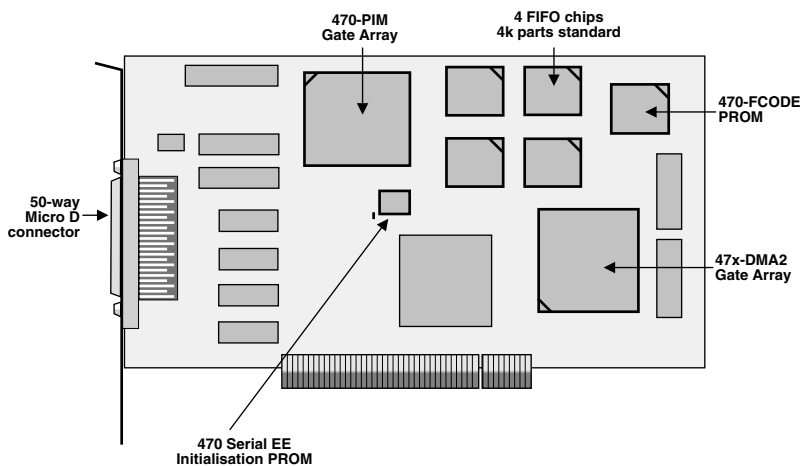 470-PIM
Gate Array
4 FIFO chips
4k parts standard
470-FCODE
PROM
50-way
Micro D
connector
47x-DMA2
Gate Array
470 Serial EE
Initialisation PROM